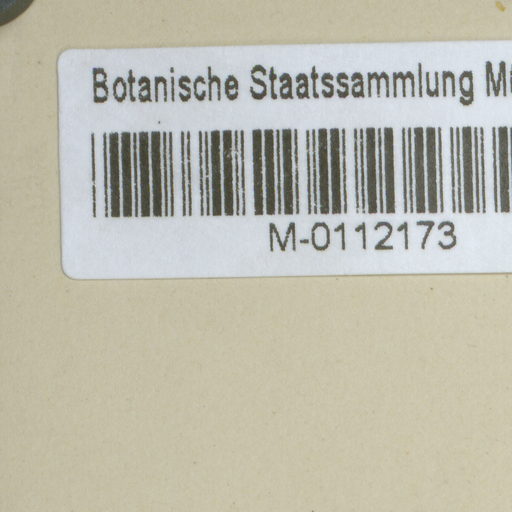 Botanische Staatssammlung
M-0112173